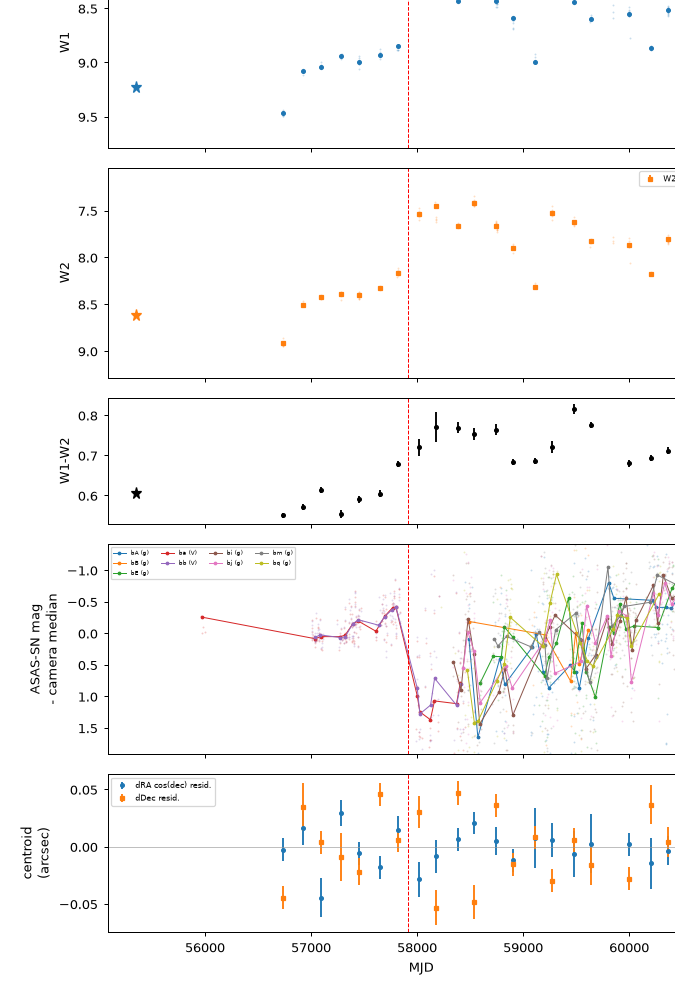 8.5
9.0
9.5
W1
7.5
8.0
8.5
9.0
W2
W2
0.8
0.7
0.6
W1-W2
bA (g)
bB (g)
bE (g)
ba (V)
bb (V)
bi (g)
bj (g)
bm (g)
bq (g)
−1.0
−0.5
0.0
0.5
1.0
1.5
ASAS-SN mag
- camera median
dRA cos(dec) resid.
dDec resid.
0.05
0.00
−0.05
centroid
(arcsec)
56000 57000 58000 59000 60000
MJD